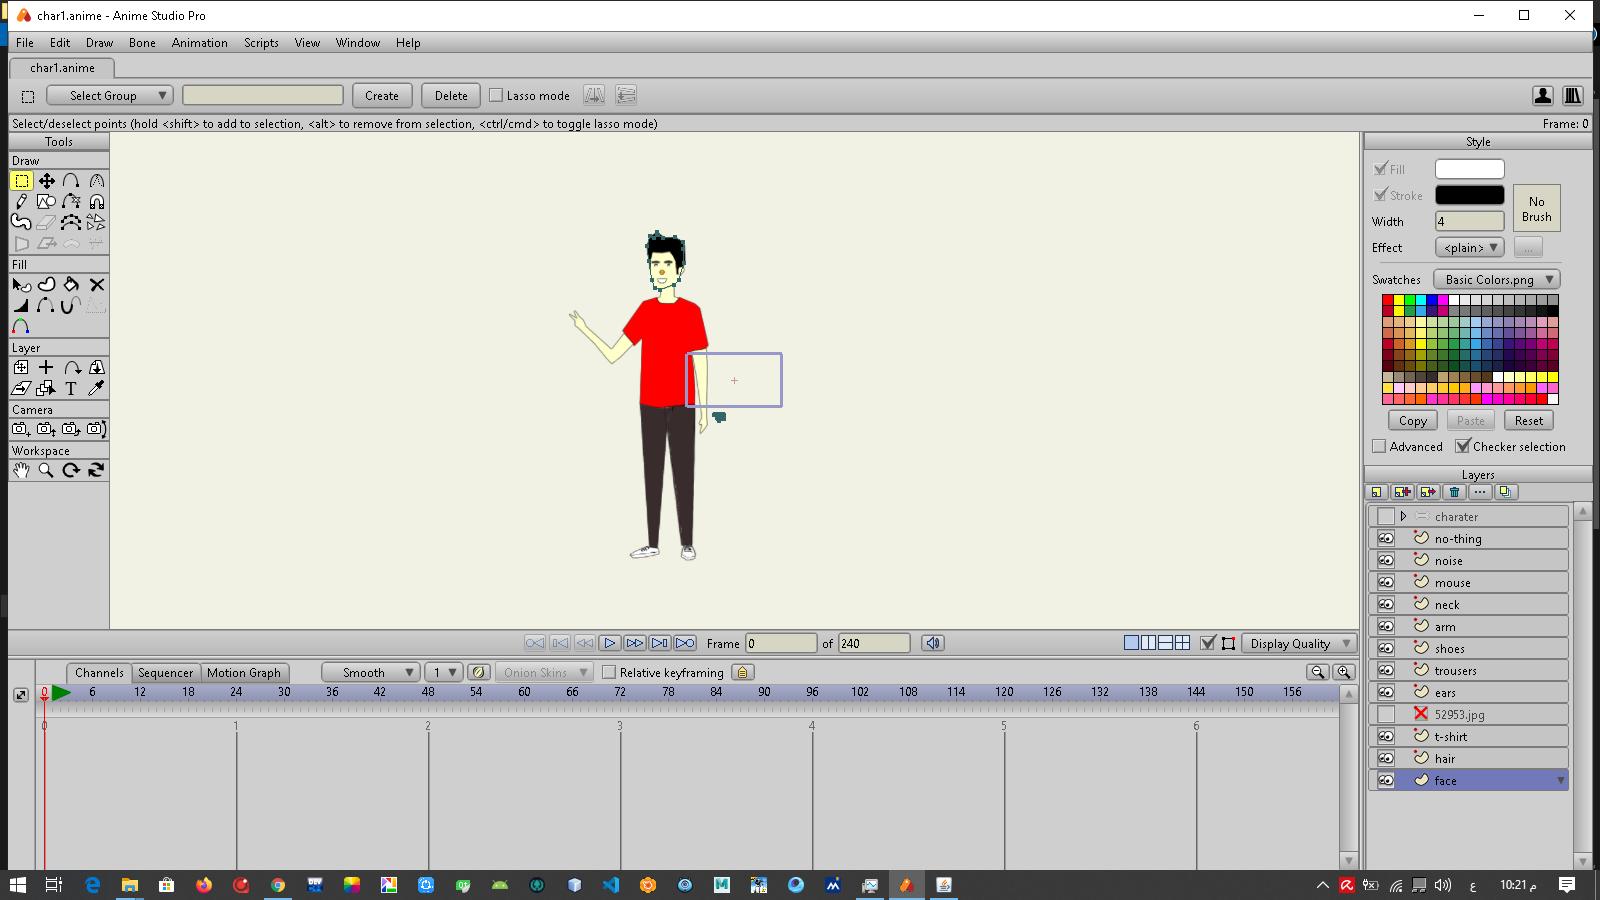 char1.anime - Anime Studio Pro
File Edit Draw Bone Animation Scripts View Window Help
char1.anime
Select Group Create Delete Lasso mode
Select/deselect points (hold <shift> to add to selection, <alt> to remove from selection, <ctrl/cmd> to toggle lasso mode) Frame: 0
Tools
Draw
Fill
Layer
T
Camera
Workspace
Style
Fill
Stroke
No
Brush
Width 4
Effect <plain> ...
Swatches Basic Colors.png
Copy Paste Reset
Advanced Checker selection
Layers
charater
no-thing
noise
mouse
neck
arm
shoes
trousers
ears
52953.jpg
t-shirt
hair
face
Frame 0 of 240 Display Quality
Channels Sequencer Motion Graph Smooth 1 Onion Skins Relative keyframing
0 6 12 18 24 30 36 42 48 54 60 66 72 78 84 90 96 102 108 114 120 126 132 138 144 150 156
0 1 2 3 4 5 6
DEV M ع 10:21 م